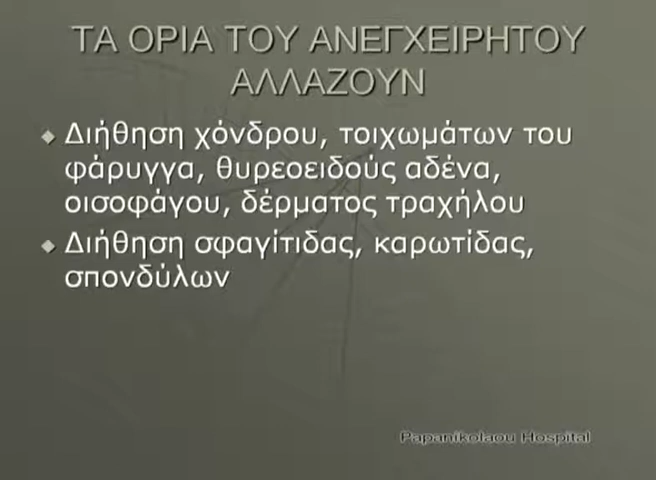 ΤΑ ΟΡΙΑ ΤΟΥ ΑΝΕΓΧΕΙΡΗΤΟΥ
ΑΛΛΑΖΟΥΝ
Διήθηση χόνδρου, τοιχωμάτων του
φάρυγγα, θυρεοειδούς αδένα,
οισοφάγου, δέρματος τραχήλου
Διήθηση σφαγίτιδας, καρωτίδας,
σπονδύλων
Papanikolaou Hospital